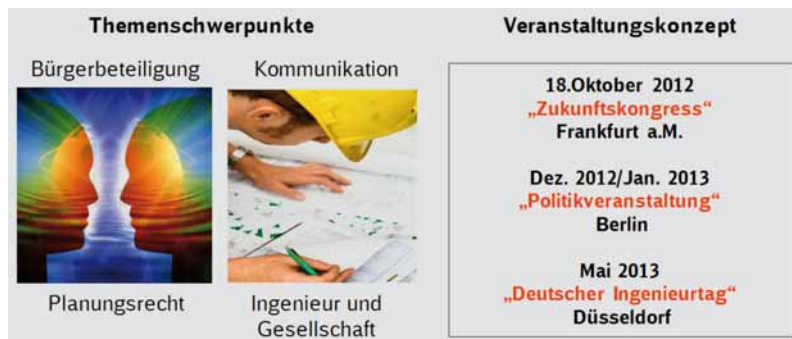 Themenschwerpunkte
Bürgerbeteiligung
Kommunikation
Planungsrecht
Ingenieur und
Gesellschaft
Veranstaltungskonzept
18.Oktober 2012
„Zukunftskongress“
Frankfurt a.M.
Dez. 2012/Jan. 2013
„Politikveranstaltung“
Berlin
Mai 2013
„Deutscher Ingenieurtag“
Düsseldorf